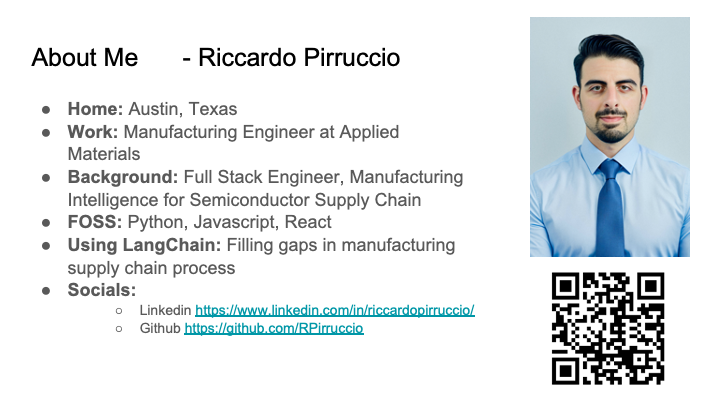 About Me - Riccardo Pirruccio
● Home: Austin, Texas
● Work: Manufacturing Engineer at Applied
Materials
● Background: Full Stack Engineer, Manufacturing
Intelligence for Semiconductor Supply Chain
● FOSS: Python, Javascript, React
● Using LangChain: Filling gaps in manufacturing
supply chain process
● Socials:
○ Linkedin https://www.linkedin.com/in/riccardopirruccio/
○ Github https://github.com/RPirruccio